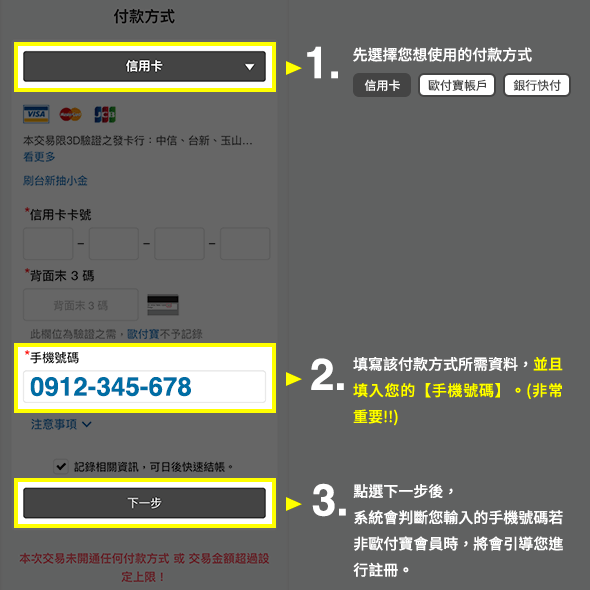 付款方式
信用卡
VISA MasterCard JCB
本交易限3D驗證之發卡行：中信、台新、玉山...
看更多
刷台新抽小金
*信用卡卡號
– – –
*背面末 3 碼
背面末 3 碼
此欄位為驗證之需，歐付寶不予記錄
*手機號碼
0912-345-678
注意事項
記錄相關資訊，可日後快速結帳。
下一步
本次交易未開通任何付款方式 或 交易金額超過設
定上限！
1.
先選擇您想使用的付款方式
信用卡 歐付寶帳戶 銀行快付
2.
填寫該付款方式所需資料，並且
填入您的【手機號碼】。(非常
重要!!)
3.
點選下一步後，
系統會判斷您輸入的手機號碼若
非歐付寶會員時，將會引導您進
行註冊。